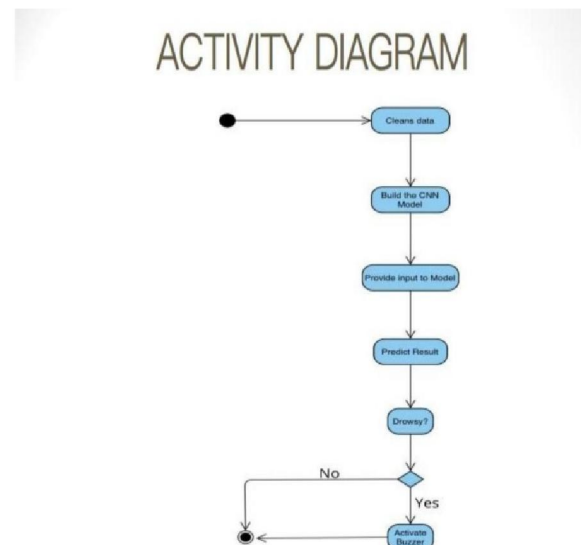 ACTIVITY DIAGRAM
Cleans data
Build the CNN
Model
Provide input to Model
Predict Result
Drowsy?
No
Yes
Activate
Buzzer